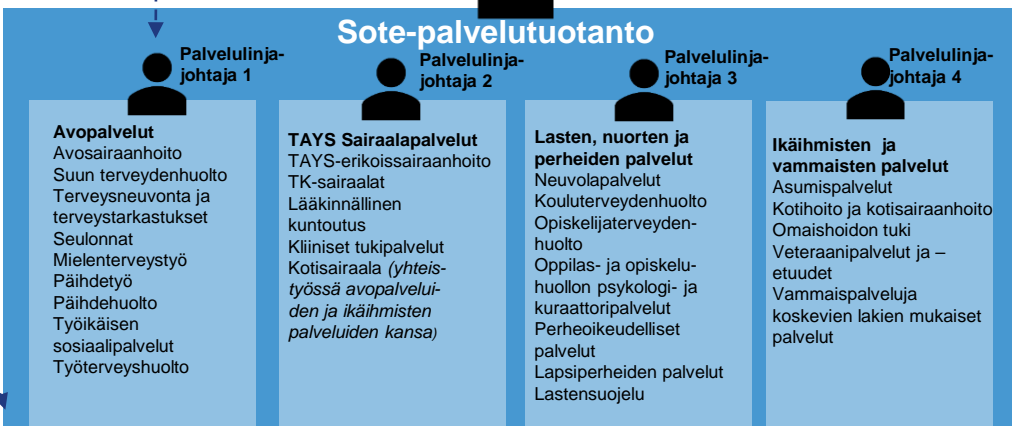 Sote-palvelutuotanto
Palvelulinja-
johtaja 1
Avopalvelut
Avosairaanhoito
Suun terveydenhuolto
Terveysneuvonta ja
terveystarkastukset
Seulonnat
Mielenterveystyö
Päihdetyö
Päihdehuolto
Työikäisen
sosiaalipalvelut
Työterveyshuolto
Palvelulinja-
johtaja 2
TAYS Sairaalapalvelut
TAYS-erikoissairaanhoito
TK-sairaalat
Lääkinnällinen
kuntoutus
Kliiniset tukipalvelut
Kotisairaala (yhteis-
työssä avopalvelui-
den ja ikäihmisten
palveluiden kansa)
Palvelulinja-
johtaja 3
Lasten, nuorten ja
perheiden palvelut
Neuvolapalvelut
Kouluterveydenhuolto
Opiskelijaterveyden-
huolto
Oppilas- ja opiskelu-
huollon psykologi- ja
kuraattoripalvelut
Perheoikeudelliset
palvelut
Lapsiperheiden palvelut
Lastensuojelu
Palvelulinja-
johtaja 4
Ikäihmisten ja
vammaisten palvelut
Asumispalvelut
Kotihoito ja kotisairaanhoito
Omaishoidon tuki
Veteraanipalvelut ja –
etuudet
Vammaispalveluja
koskevien lakien mukaiset
palvelut